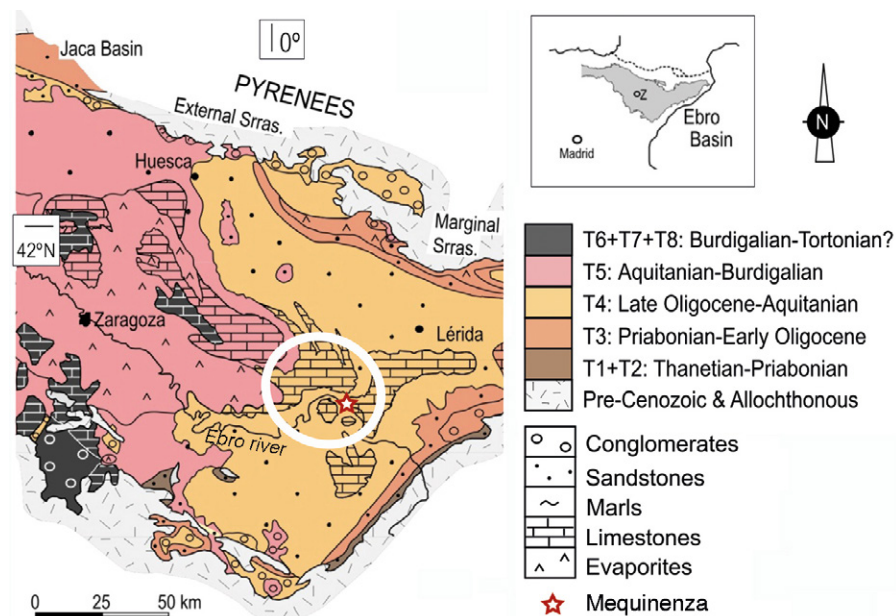 Jaca Basin
0°
PYRENEES
External Srras.
Huesca
Marginal
Srras.
42ºN
Zaragoza
Lérida
Ebro river
0 25 50 km
Z
Ebro
Basin
Madrid
N
T6+T7+T8: Burdigalian-Tortonian?
T5: Aquitanian-Burdigalian
T4: Late Oligocene-Aquitanian
T3: Priabonian-Early Oligocene
T1+T2: Thanetian-Priabonian
Pre-Cenozoic & Allochthonous
Conglomerates
Sandstones
Marls
Limestones
Evaporites
Mequinenza